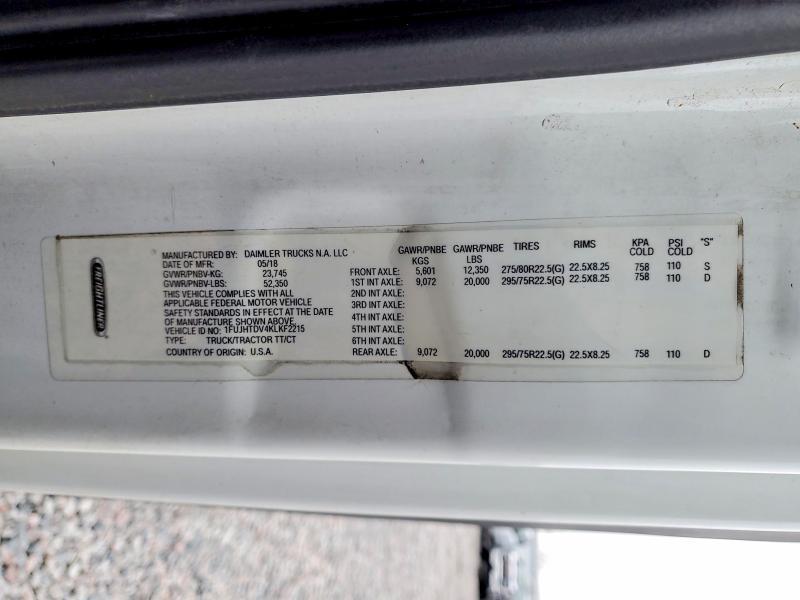 FREIGHTLINER
MANUFACTURED BY: DAIMLER TRUCKS N.A. LLC
DATE OF MFR: 05/18
GVWR/PNBV-KG: 23,745
GVWR/PNBV-LBS: 52,350
THIS VEHICLE COMPLIES WITH ALL
APPLICABLE FEDERAL MOTOR VEHICLE
SAFETY STANDARDS IN EFFECT AT THE DATE
OF MANUFACTURE SHOWN ABOVE
VEHICLE ID NO: 1FUJHTDV4KLKF2215
TYPE: TRUCK/TRACTOR TT/CT
COUNTRY OF ORIGIN: U.S.A.
GAWR/PNBE GAWR/PNBE TIRES RIMS KPA PSI "S"
KGS LBS COLD COLD
FRONT AXLE: 5,601 12,350 275/80R22.5(G) 22.5X8.25 758 110 S
1ST INT AXLE: 9,072 20,000 295/75R22.5(G) 22.5X8.25 758 110 D
2ND INT AXLE:
3RD INT AXLE:
4TH INT AXLE:
5TH INT AXLE:
6TH INT AXLE:
REAR AXLE: 9,072 20,000 295/75R22.5(G) 22.5X8.25 758 110 D